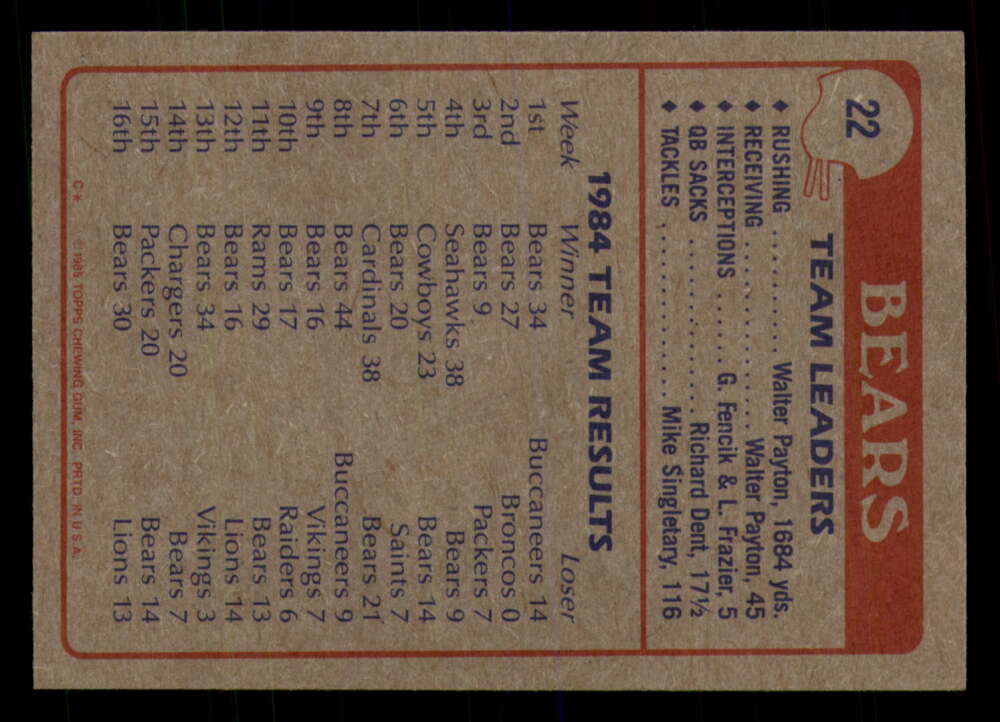 22
BEARS
TEAM LEADERS
♦ RUSHING .......... Walter Payton, 1684 yds.
♦ RECEIVING ............... Walter Payton, 45
♦ INTERCEPTIONS ...... G. Fencik & L. Frazier, 5
♦ QB SACKS ............ Richard Dent, 17½
♦ TACKLES .............. Mike Singletary, 116
1984 TEAM RESULTS
Week Winner Loser
1st Bears 34 Buccaneers 14
2nd Bears 27 Broncos 0
3rd Bears 9 Packers 7
4th Seahawks 38 Bears 9
5th Cowboys 23 Bears 14
6th Bears 20 Saints 7
7th Cardinals 38 Bears 21
8th Bears 44 Buccaneers 9
9th Bears 16 Vikings 7
10th Bears 17 Raiders 6
11th Rams 29 Bears 13
12th Bears 16 Lions 14
13th Bears 34 Vikings 3
14th Chargers 20 Bears 7
15th Packers 20 Bears 14
16th Bears 30 Lions 13
C* © 1985 TOPPS CHEWING GUM, INC. PRTD. IN U.S.A.